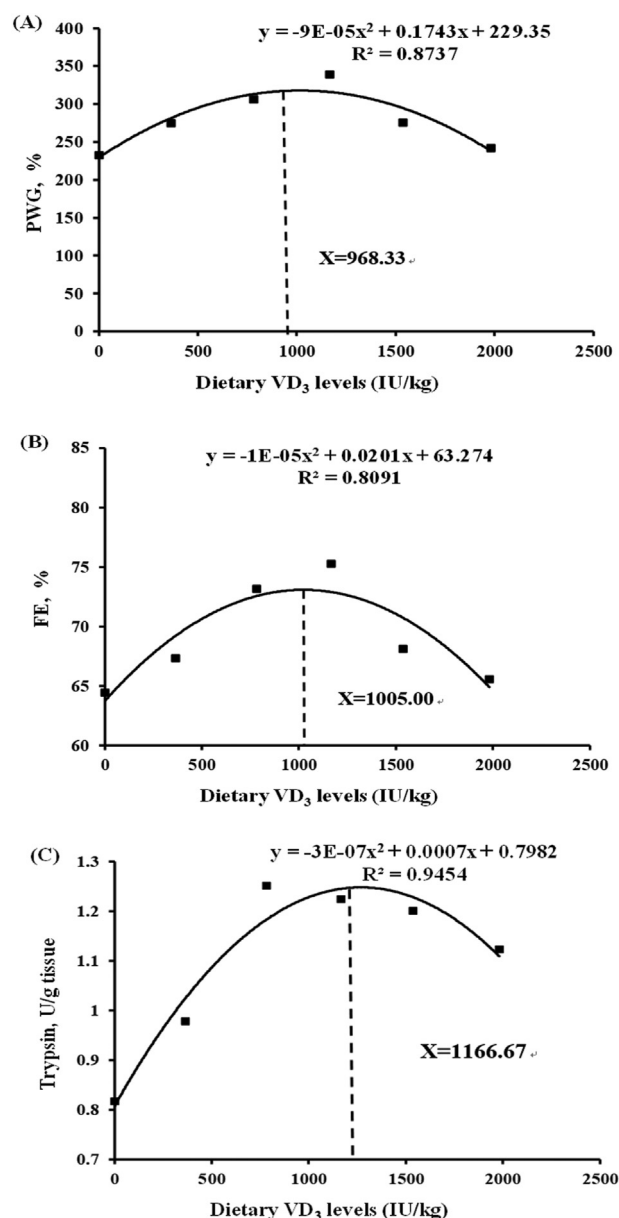 (A)
y = -9E-05x² + 0.1743x + 229.35
R² = 0.8737
400
350
300
250
200
150
100
50
0
PWG, %
X=968.33↵
0 500 1000 1500 2000 2500
Dietary VD₃ levels (IU/kg)
(B)
y = -1E-05x² + 0.0201x + 63.274
R² = 0.8091
85
80
75
70
65
60
FE, %
X=1005.00↵
0 500 1000 1500 2000 2500
Dietary VD₃ levels (IU/kg)
(C)
y = -3E-07x² + 0.0007x + 0.7982
R² = 0.9454
1.3
1.2
1.1
1
0.9
0.8
0.7
Trypsin, U/g tissue
X=1166.67↵
0 500 1000 1500 2000 2500
Dietary VD₃ levels (IU/kg)